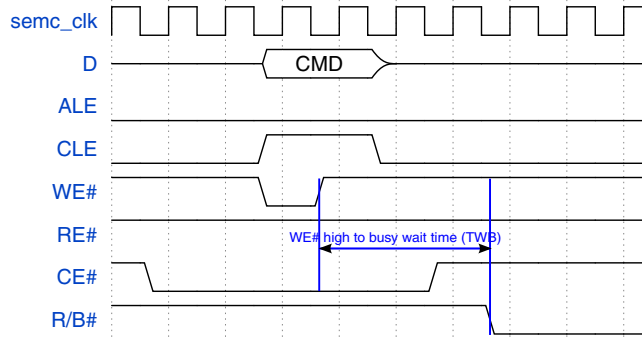 semc_clk
D
CMD
ALE
CLE
WE#
RE#
WE# high to busy wait time (TWB)
CE#
R/B#